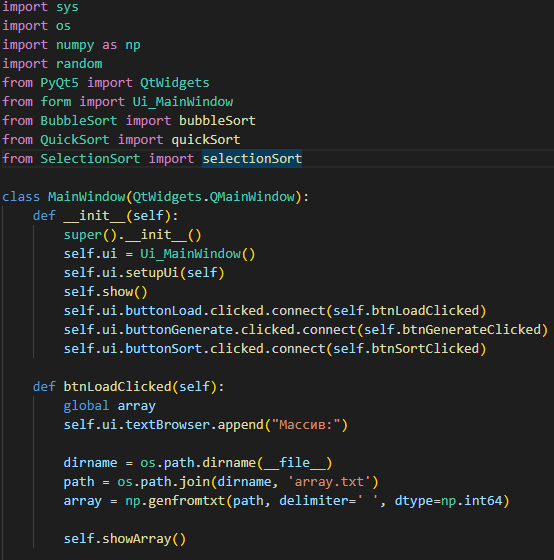 import sys
import os
import numpy as np
import random
from PyQt5 import QtWidgets
from form import Ui_MainWindow
from BubbleSort import bubbleSort
from QuickSort import quickSort
from SelectionSort import selectionSort
class MainWindow(QtWidgets.QMainWindow):
def __init__(self):
super().__init__()
self.ui = Ui_MainWindow()
self.ui.setupUi(self)
self.show()
self.ui.buttonLoad.clicked.connect(self.btnLoadClicked)
self.ui.buttonGenerate.clicked.connect(self.btnGenerateClicked)
self.ui.buttonSort.clicked.connect(self.btnSortClicked)
def btnLoadClicked(self):
global array
self.ui.textBrowser.append("Массив:")
dirname = os.path.dirname(__file__)
path = os.path.join(dirname, 'array.txt')
array = np.genfromtxt(path, delimiter=' ', dtype=np.int64)
self.showArray()